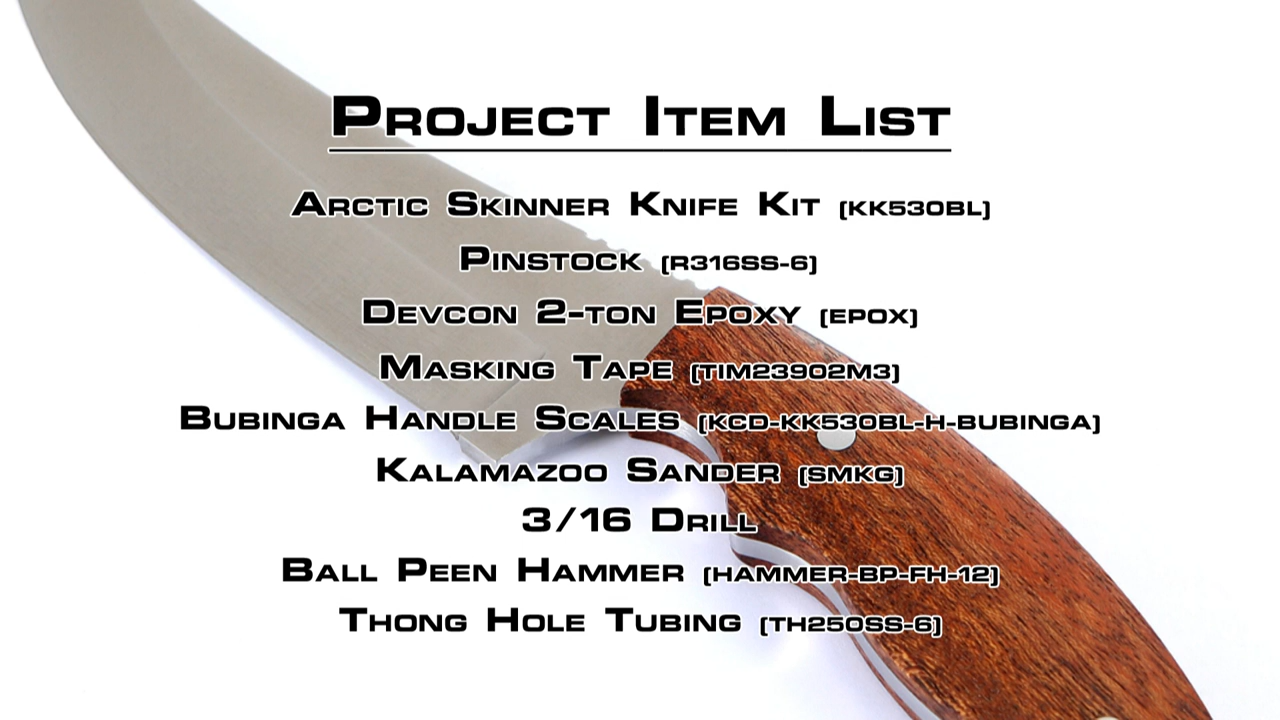 Project Item List
Arctic Skinner Knife Kit (KK530BL)
Pinstock (R316SS-6)
Devcon 2-ton Epoxy (EPOX)
Masking Tape (TIM23902M3)
Bubinga Handle Scales (KCD-KK530BL-H-BUBINGA)
Kalamazoo Sander (SMKG)
3/16 Drill
Ball Peen Hammer (HAMMER-BP-FH-12)
Thong Hole Tubing (TH250SS-6)